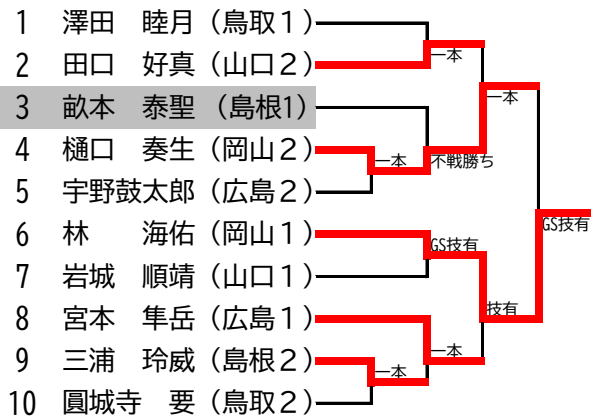 1 澤田 睦月 (鳥取１)
2 田口 好真 (山口２)
一本
3 畝本 泰聖 (島根1)
一本
4 樋口 奏生 (岡山２)
一本
不戦勝ち
5 宇野鼓太郎 (広島２)
6 林 海佑 (岡山１)
GS技有
GS技有
7 岩城 順靖 (山口１)
8 宮本 隼岳 (広島１)
技有
9 三浦 玲威 (島根２)
一本
一本
10 圓城寺 要 (鳥取２)